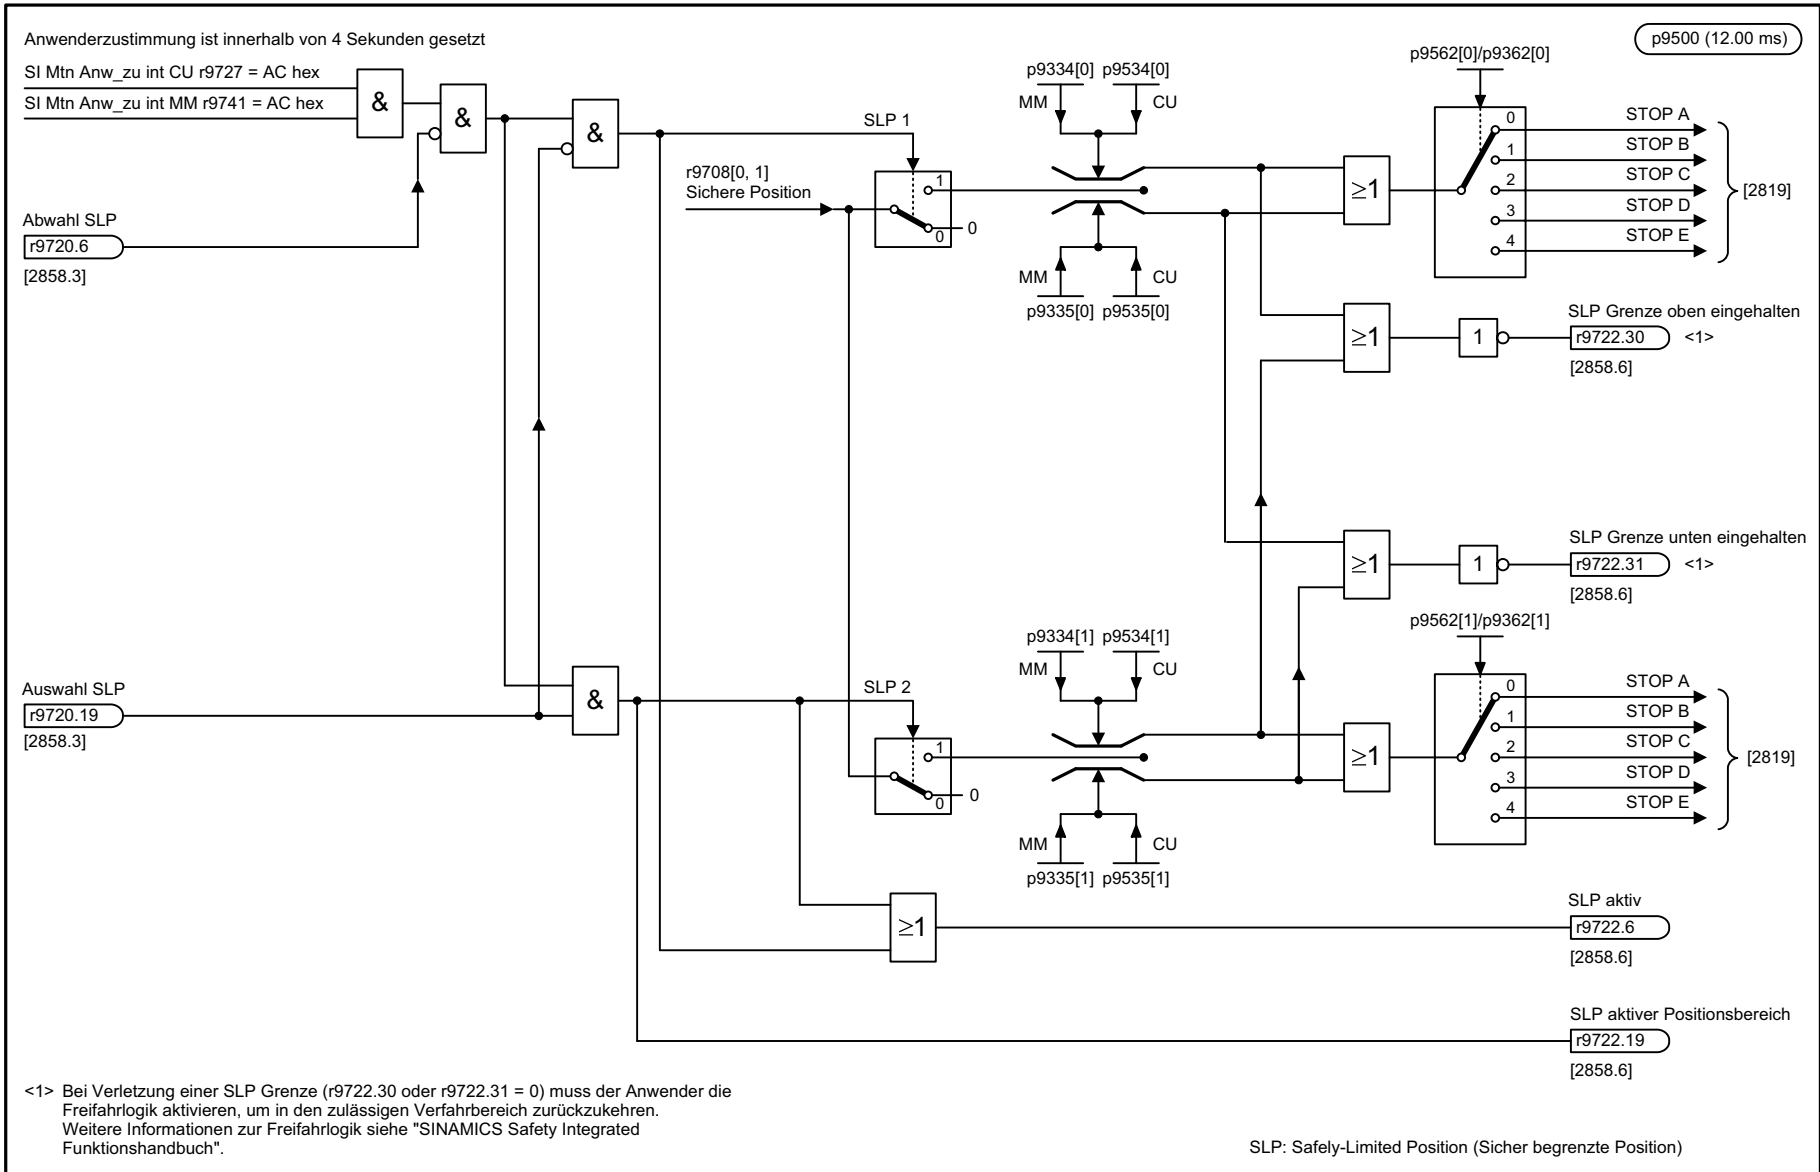 Anwenderzustimmung ist innerhalb von 4 Sekunden gesetzt
p9500 (12.00 ms)
SI Mtn Anw_zu int CU r9727 = AC hex
SI Mtn Anw_zu int MM r9741 = AC hex
&
&
&
Abwahl SLP
r9720.6
[2858.3]
SLP 1
r9708[0, 1]
Sichere Position
1
0
0
p9334[0] p9534[0]
MM CU
MM CU
p9335[0] p9535[0]
≥1
p9562[0]/p9362[0]
0
1
2
3
4
STOP A
STOP B
STOP C
STOP D
STOP E
[2819]
≥1
1
SLP Grenze oben eingehalten
r9722.30 <1>
[2858.6]
≥1
1
SLP Grenze unten eingehalten
r9722.31 <1>
[2858.6]
Auswahl SLP
r9720.19
[2858.3]
&
SLP 2
1
0
0
p9334[1] p9534[1]
MM CU
MM CU
p9335[1] p9535[1]
≥1
p9562[1]/p9362[1]
0
1
2
3
4
STOP A
STOP B
STOP C
STOP D
STOP E
[2819]
≥1
SLP aktiv
r9722.6
[2858.6]
SLP aktiver Positionsbereich
r9722.19
[2858.6]
<1> Bei Verletzung einer SLP Grenze (r9722.30 oder r9722.31 = 0) muss der Anwender die
Freifahrlogik aktivieren, um in den zulässigen Verfahrbereich zurückzukehren.
Weitere Informationen zur Freifahrlogik siehe "SINAMICS Safety Integrated
Funktionshandbuch".
SLP: Safely-Limited Position (Sicher begrenzte Position)